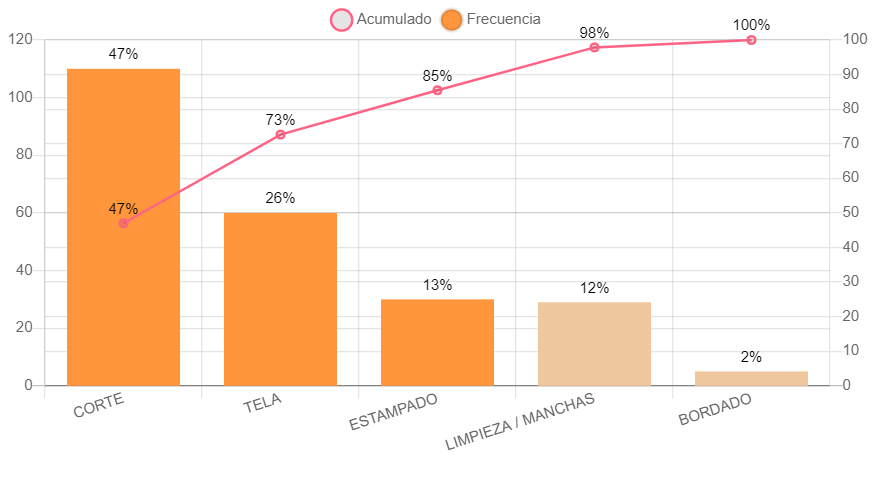 Acumulado Frecuencia
120 47% 98% 100% 100
85% 90
100 73% 80
80 70
60 47% 26% 60
50
40 13% 12% 40
30
20 2% 20
10
0 0
CORTE TELA ESTAMPADO LIMPIEZA / MANCHAS BORDADO